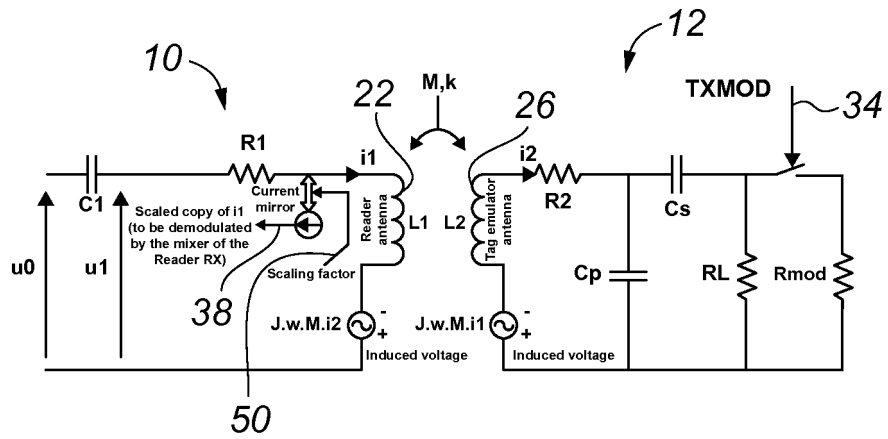 10
12
M,k
TXMOD
22
26
34
R1
i1
i2
R2
C1
Current
mirror
Scaled copy of i1
(to be demodulated
by the mixer of the
Reader RX)
Reader
antenna
L1
L2
Tag emulator
antenna
Cs
u0
u1
Scaling factor
Cp
RL
Rmod
38
J.w.M.i2
-
+
J.w.M.i1
-
+
Induced voltage
Induced voltage
50